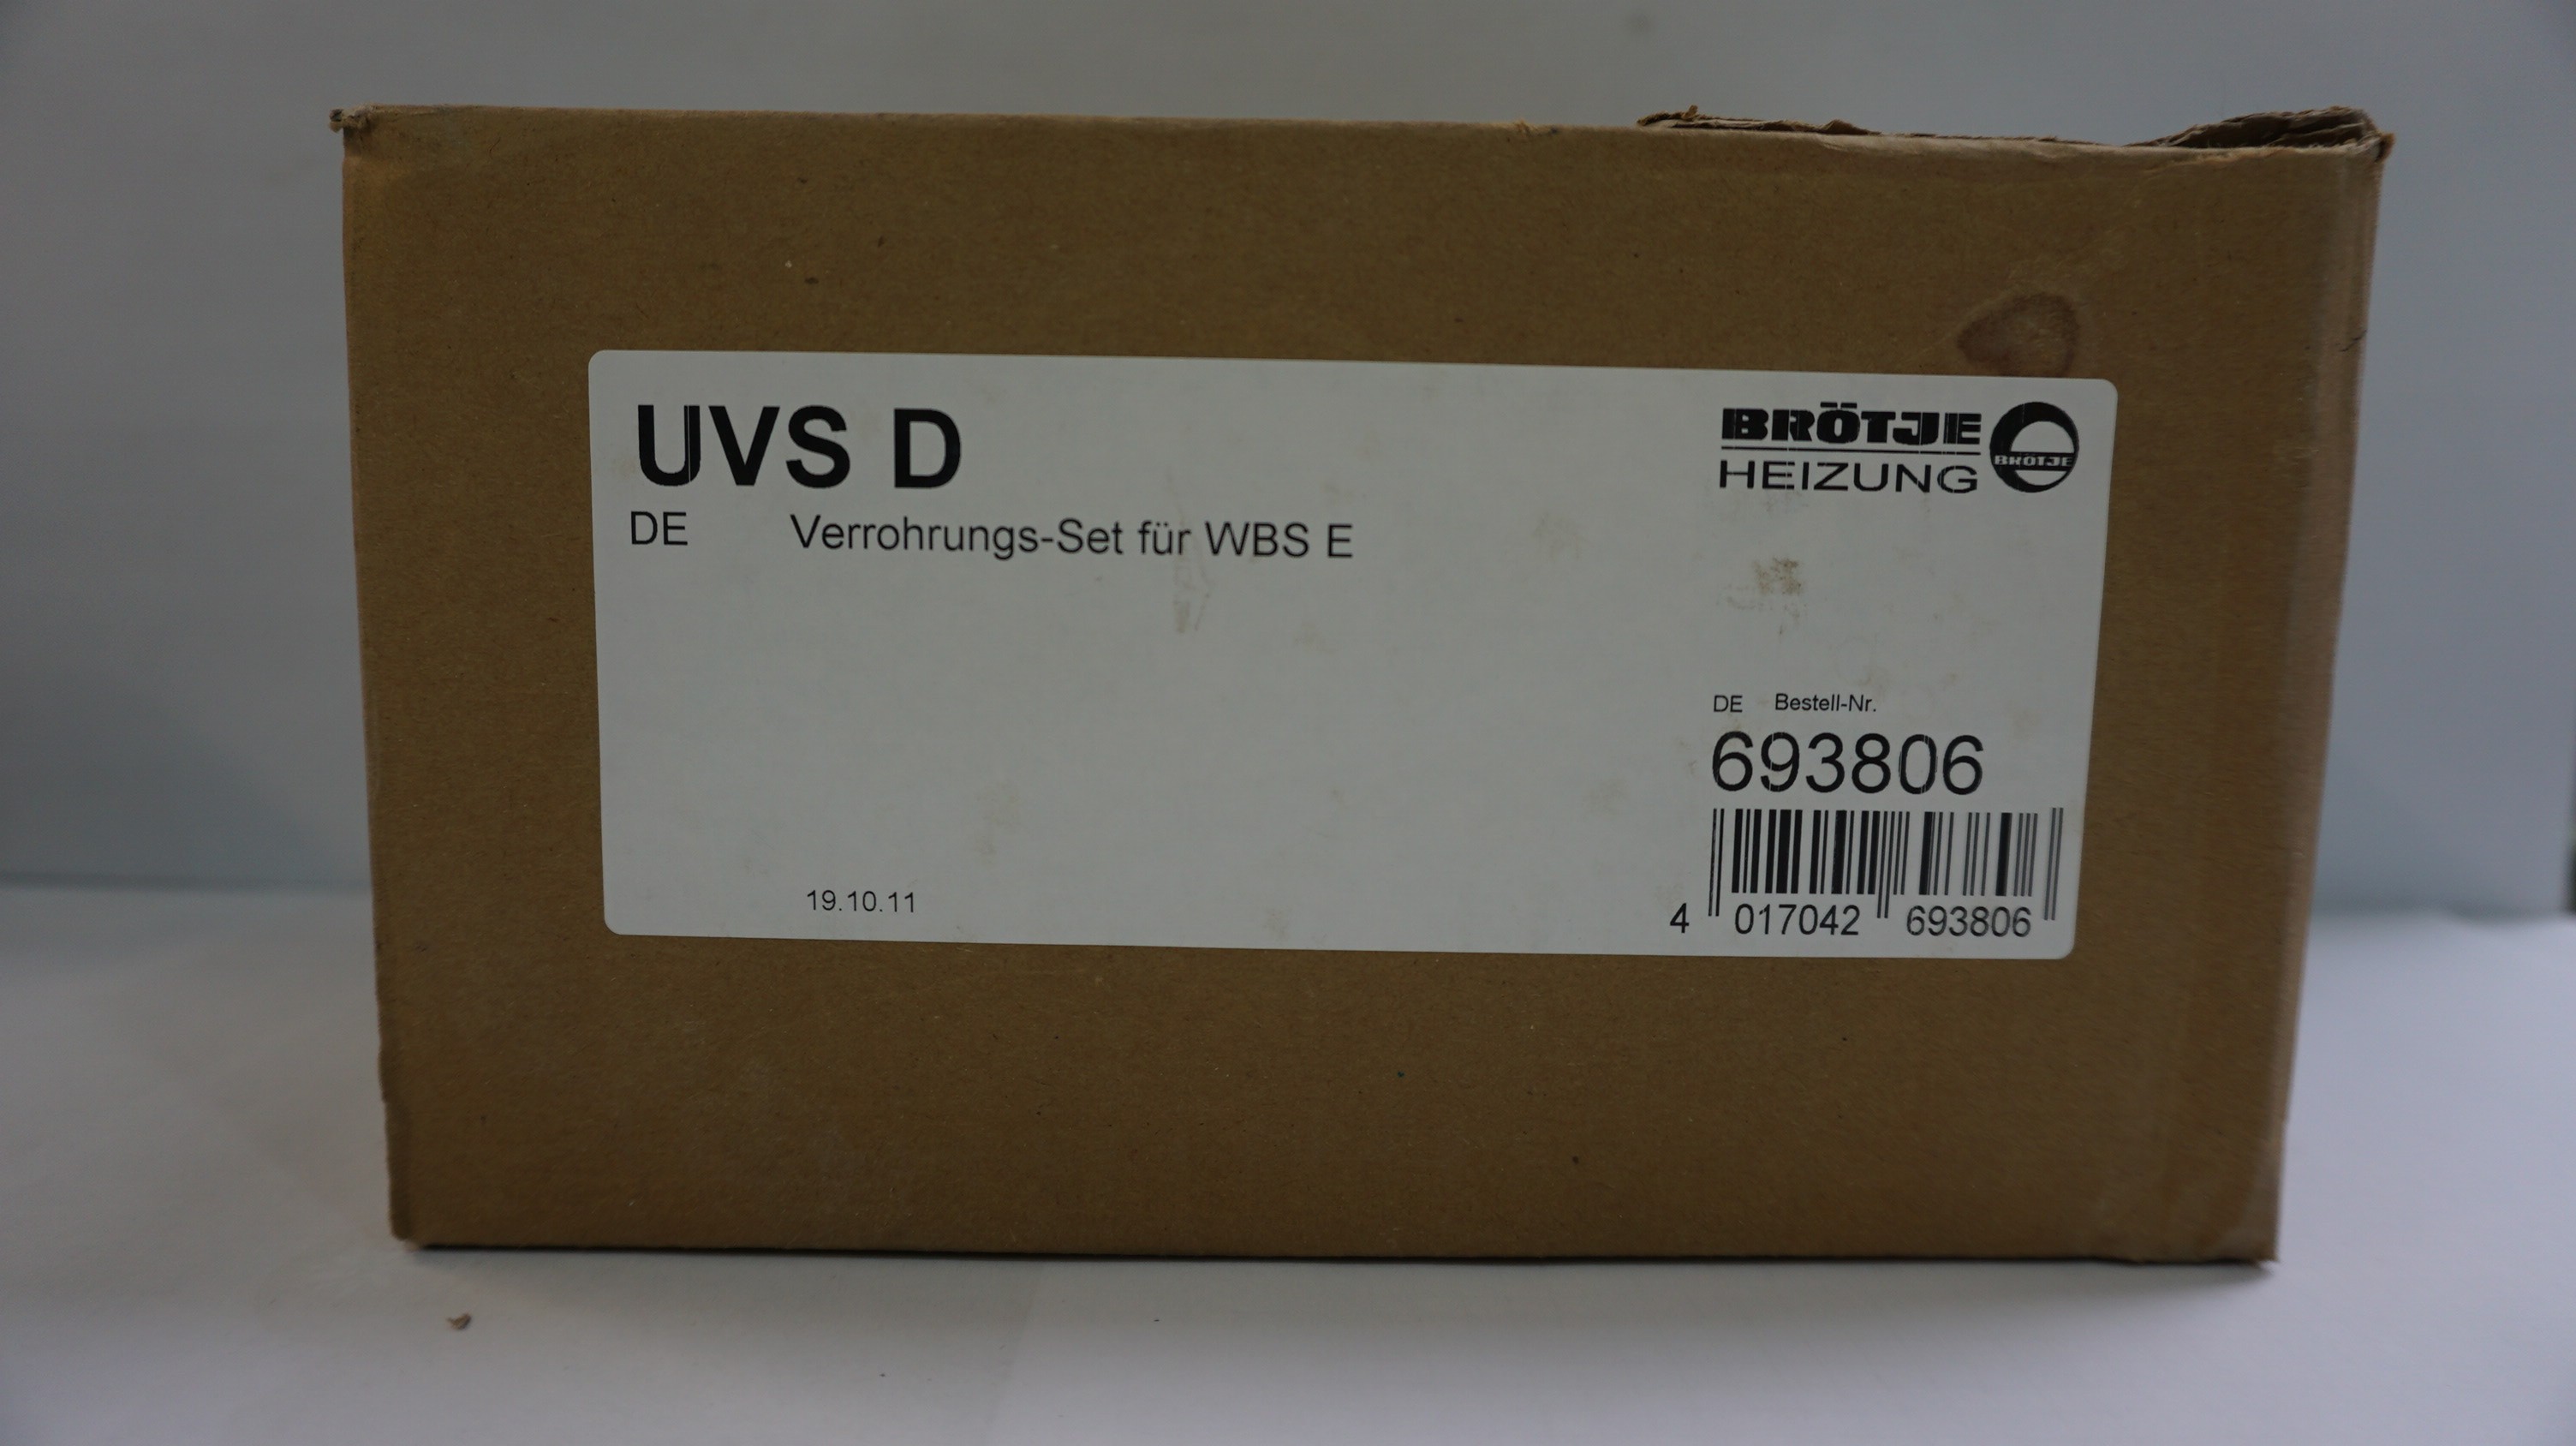 UVS D
BRÖTJE
HEIZUNG
BRÖTJE
DE Verrohrungs-Set für WBS E
DE Bestell-Nr.
693806
19.10.11
4 017042 693806